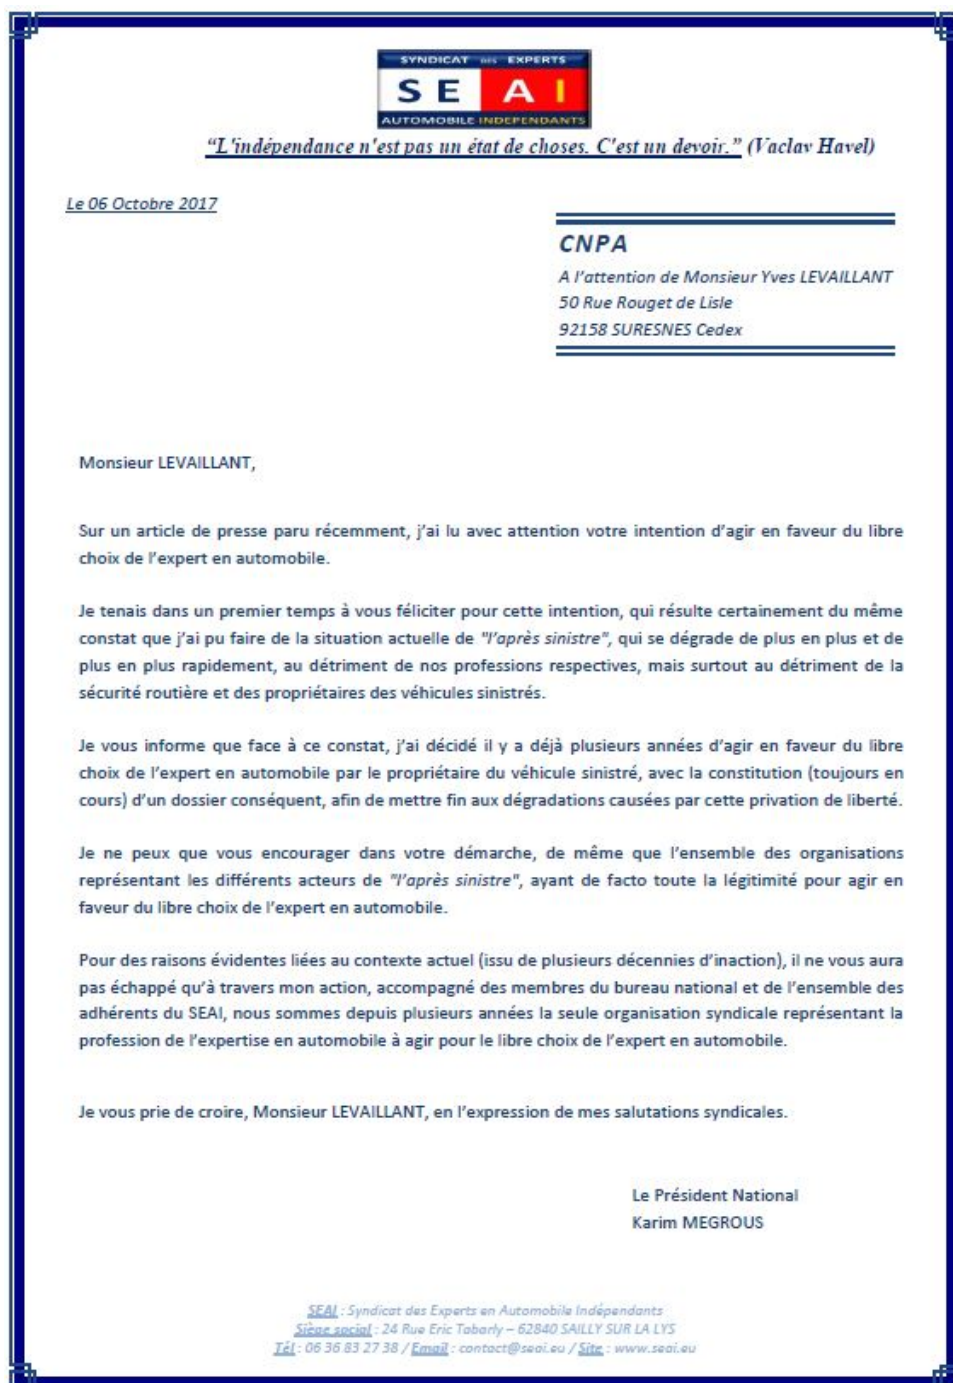 SYNDICAT DES EXPERTS
SEAI
AUTOMOBILE INDEPENDANTS
"L'indépendance n'est pas un état de choses. C'est un devoir." (Vaclav Havel)
Le 06 Octobre 2017
CNPA
A l'attention de Monsieur Yves LEVAILLANT
50 Rue Rouget de Lisle
92158 SURESNES Cedex
Monsieur LEVAILLANT,
Sur un article de presse paru récemment, j'ai lu avec attention votre intention d'agir en faveur du libre
choix de l'expert en automobile.
Je tenais dans un premier temps à vous féliciter pour cette intention, qui résulte certainement du même
constat que j'ai pu faire de la situation actuelle de "l'après sinistre", qui se dégrade de plus en plus et de
plus en plus rapidement, au détriment de nos professions respectives, mais surtout au détriment de la
sécurité routière et des propriétaires des véhicules sinistrés.
Je vous informe que face à ce constat, j'ai décidé il y a déjà plusieurs années d'agir en faveur du libre
choix de l'expert en automobile par le propriétaire du véhicule sinistré, avec la constitution (toujours en
cours) d'un dossier conséquent, afin de mettre fin aux dégradations causées par cette privation de liberté.
Je ne peux que vous encourager dans votre démarche, de même que l'ensemble des organisations
représentant les différents acteurs de "l'après sinistre", ayant de facto toute la légitimité pour agir en
faveur du libre choix de l'expert en automobile.
Pour des raisons évidentes liées au contexte actuel (issu de plusieurs décennies d'inaction), il ne vous aura
pas échappé qu'à travers mon action, accompagné des membres du bureau national et de l'ensemble des
adhérents du SEAI, nous sommes depuis plusieurs années la seule organisation syndicale représentant la
profession de l'expertise en automobile à agir pour le libre choix de l'expert en automobile.
Je vous prie de croire, Monsieur LEVAILLANT, en l'expression de mes salutations syndicales.
Le Président National
Karim MEGROUS
SEAI : Syndicat des Experts en Automobile Indépendants
Siège social : 24 Rue Eric Tabarly – 62840 SAILLY SUR LA LYS
Tél : 06 36 83 27 38 / Email : contact@seai.eu / Site : www.seai.eu